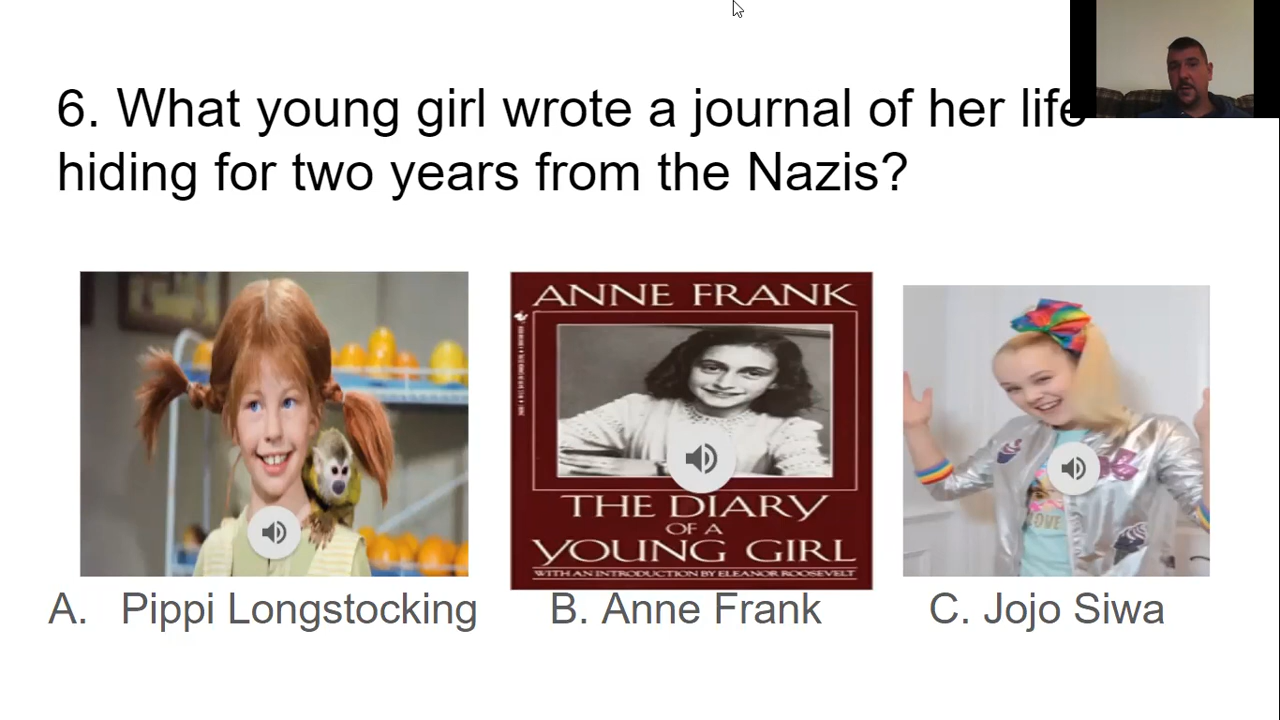 6. What young girl wrote a journal of her life
hiding for two years from the Nazis?
ANNE FRANK
THE DIARY
OF A
YOUNG GIRL
WITH AN INTRODUCTION BY ELEANOR ROOSEVELT
LOVE
A. Pippi Longstocking
B. Anne Frank
C. Jojo Siwa